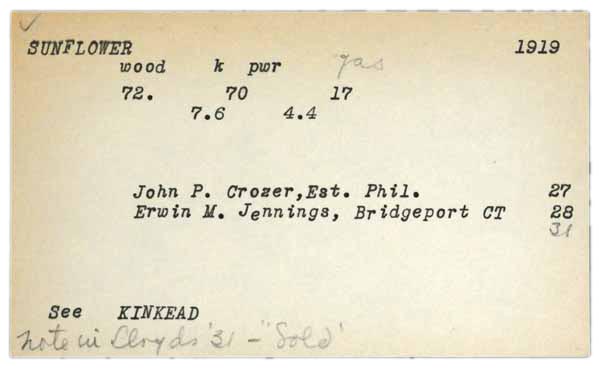 SUNFLOWER 1919
wood k pwr gas
72. 70 17
7.6 4.4
John P. Crozer,Est. Phil. 27
Erwin M. Jennings, Bridgeport CT 28
31
See KINKEAD
note in Lloyds '31 - "Sold"